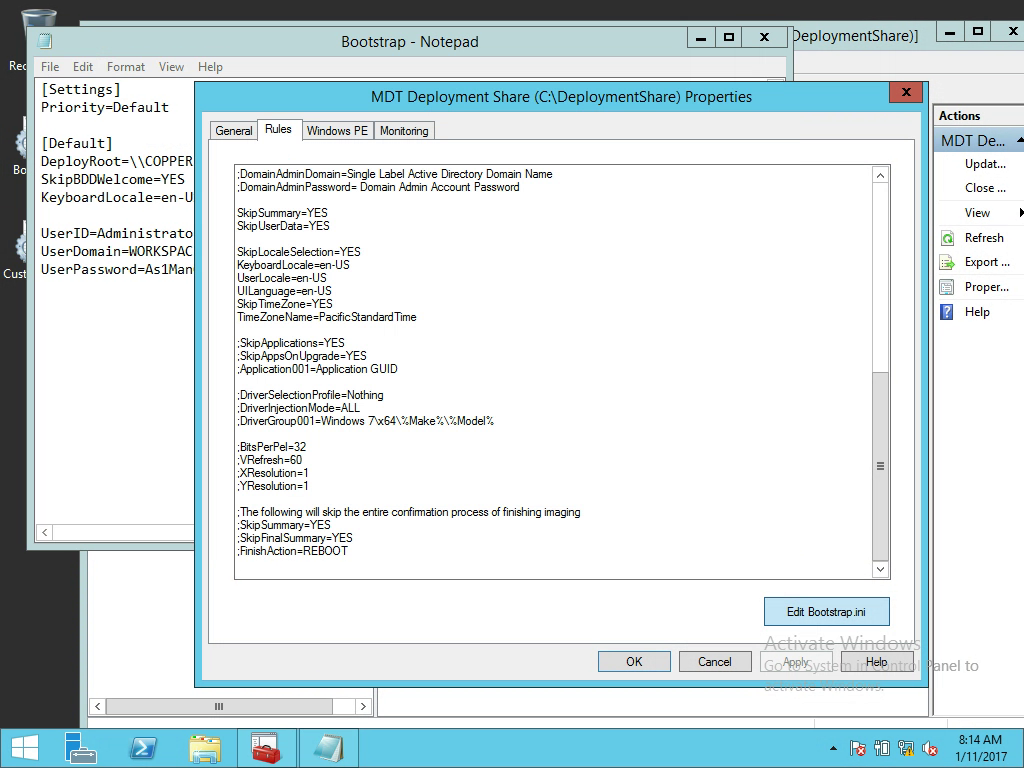 Bootstrap - Notepad
DeploymentShare)]
File Edit Format View Help
[Settings]
Priority=Default
[Default]
DeployRoot=\\COPPER
SkipBDDWelcome=YES
KeyboardLocale=en-U
UserID=Administrato
UserDomain=WORKSPAC
UserPassword=As1Man
MDT Deployment Share (C:\DeploymentShare) Properties
General Rules Windows PE Monitoring
;DomainAdminDomain=Single Label Active Directory Domain Name
;DomainAdminPassword= Domain Admin Account Password
SkipSummary=YES
SkipUserData=YES
SkipLocaleSelection=YES
KeyboardLocale=en-US
UserLocale=en-US
UILanguage=en-US
SkipTimeZone=YES
TimeZoneName=PacificStandardTime
;SkipApplications=YES
;SkipAppsOnUpgrade=YES
;Application001=Application GUID
;DriverSelectionProfile=Nothing
;DriverInjectionMode=ALL
;DriverGroup001=Windows 7\x64\%Make%\%Model%
;BitsPerPel=32
;VRefresh=60
;XResolution=1
;YResolution=1
;The following will skip the entire confirmation process of finishing imaging
;SkipSummary=YES
;SkipFinalSummary=YES
;FinishAction=REBOOT
Edit Bootstrap.ini
OK Cancel Apply Help
Actions
MDT De...
Updat...
Close ...
View
Refresh
Export ...
Proper...
Help
Rec
Bo
Cust
Activate Windows
Go to System in Control Panel to
activate Windows.
8:14 AM
1/11/2017